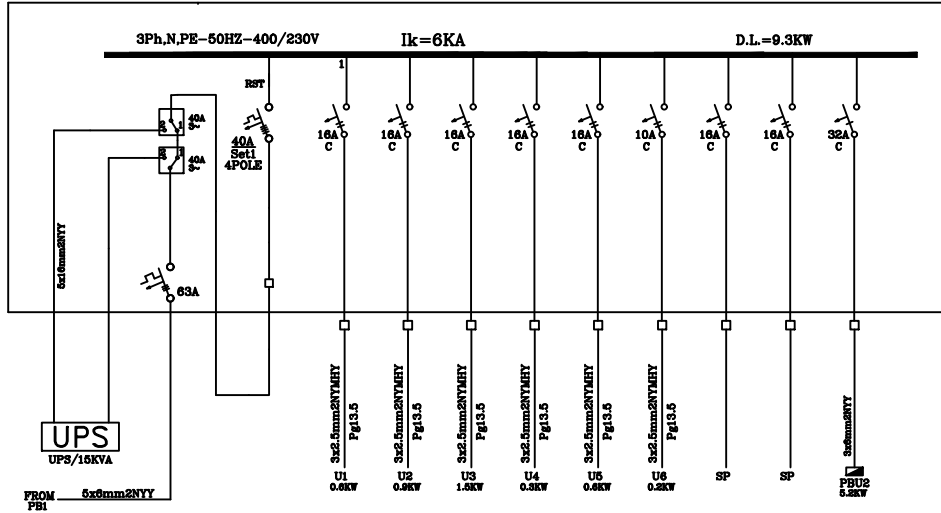 3Ph,N,PE-50HZ-400/230V Ik=6KA D.L.=9.3KW
1
RST
40A
3~
2 1
40A
3~
2 1
40A
Set1
4POLE
16A
C
16A
C
16A
C
16A
C
16A
C
10A
C
16A
C
16A
C
32A
C
63A
5x16mm2NYY
3x2.5mm2NYMHY
Pg13.5
3x2.5mm2NYMHY
Pg13.5
3x2.5mm2NYMHY
Pg13.5
3x2.5mm2NYMHY
Pg13.5
3x2.5mm2NYMHY
Pg13.5
3x2.5mm2NYMHY
Pg13.5
3x6mm2NYY
UPS
UPS/15KVA
FROM
PB1
5x6mm2NYY
U1
0.6KW
U2
0.9KW
U3
1.5KW
U4
0.3KW
U5
0.6KW
U6
0.2KW
SP
SP
PBU2
5.2KW